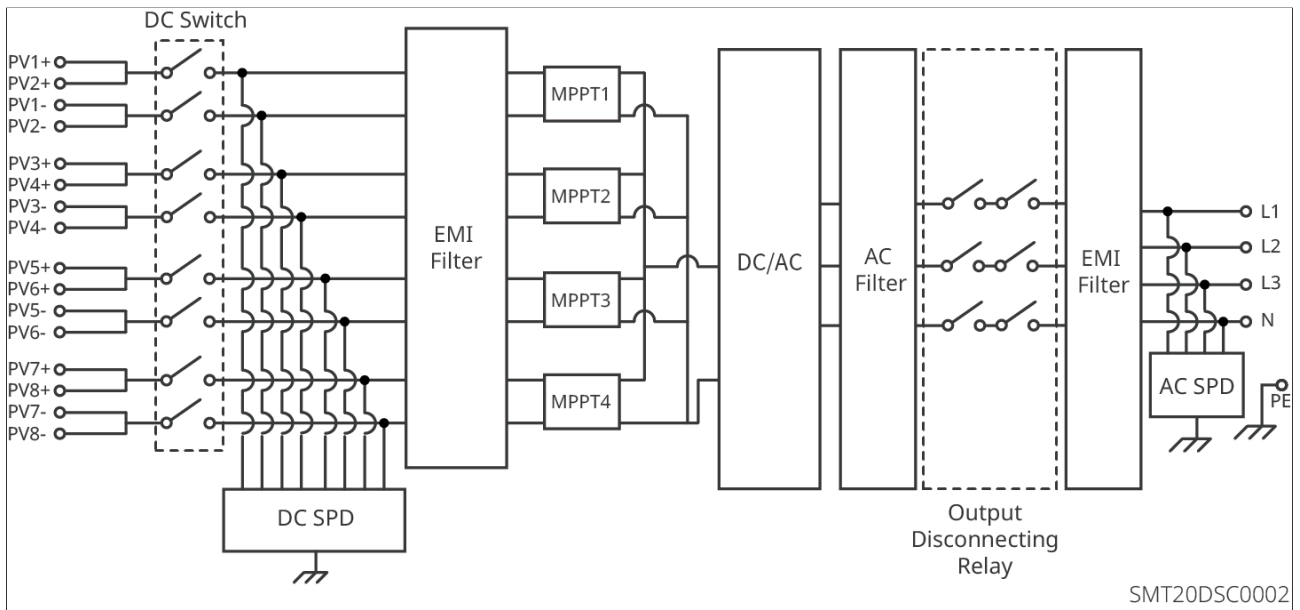 DC Switch
PV1+
PV2+
PV1-
PV2-
PV3+
PV4+
PV3-
PV4-
PV5+
PV6+
PV5-
PV6-
PV7+
PV8+
PV7-
PV8-
DC SPD
EMI
Filter
MPPT1
MPPT2
MPPT3
MPPT4
DC/AC
AC
Filter
Output
Disconnecting
Relay
EMI
Filter
L1
L2
L3
N
AC SPD
PE
SMT20DSC0002